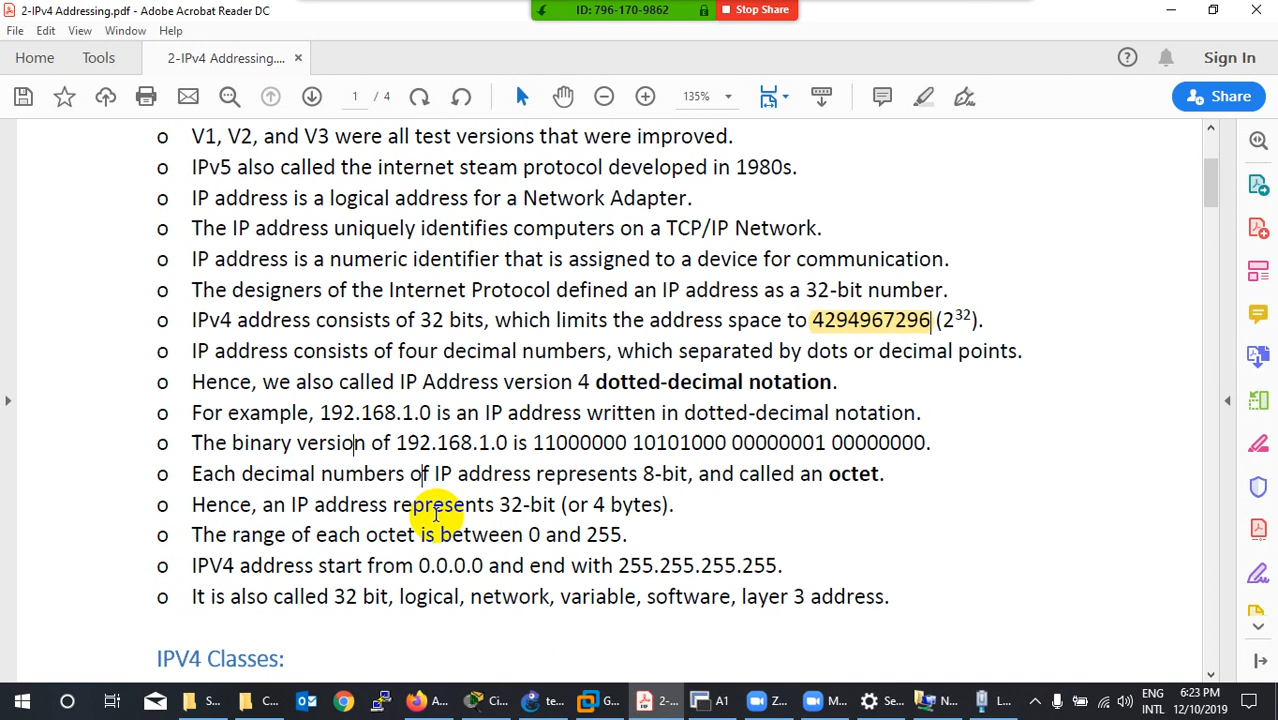 2-IPv4 Addressing.pdf - Adobe Acrobat Reader DC
ID: 796-170-9862
Stop Share
File Edit View Window Help
Home Tools 2-IPv4 Addressing.... × Sign In
1 / 4 135% Share
o V1, V2, and V3 were all test versions that were improved.
o IPv5 also called the internet steam protocol developed in 1980s.
o IP address is a logical address for a Network Adapter.
o The IP address uniquely identifies computers on a TCP/IP Network.
o IP address is a numeric identifier that is assigned to a device for communication.
o The designers of the Internet Protocol defined an IP address as a 32-bit number.
o IPv4 address consists of 32 bits, which limits the address space to 4294967296 (2³²).
o IP address consists of four decimal numbers, which separated by dots or decimal points.
o Hence, we also called IP Address version 4 dotted-decimal notation.
o For example, 192.168.1.0 is an IP address written in dotted-decimal notation.
o The binary version of 192.168.1.0 is 11000000 10101000 00000001 00000000.
o Each decimal numbers of IP address represents 8-bit, and called an octet.
o Hence, an IP address represents 32-bit (or 4 bytes).
o The range of each octet is between 0 and 255.
o IPV4 address start from 0.0.0.0 and end with 255.255.255.255.
o It is also called 32 bit, logical, network, variable, software, layer 3 address.
IPV4 Classes:
S... C... A... Ci... te... G... 2-... A1 Z... M... Se... N... L...
ENG 6:23 PM
INTL 12/10/2019